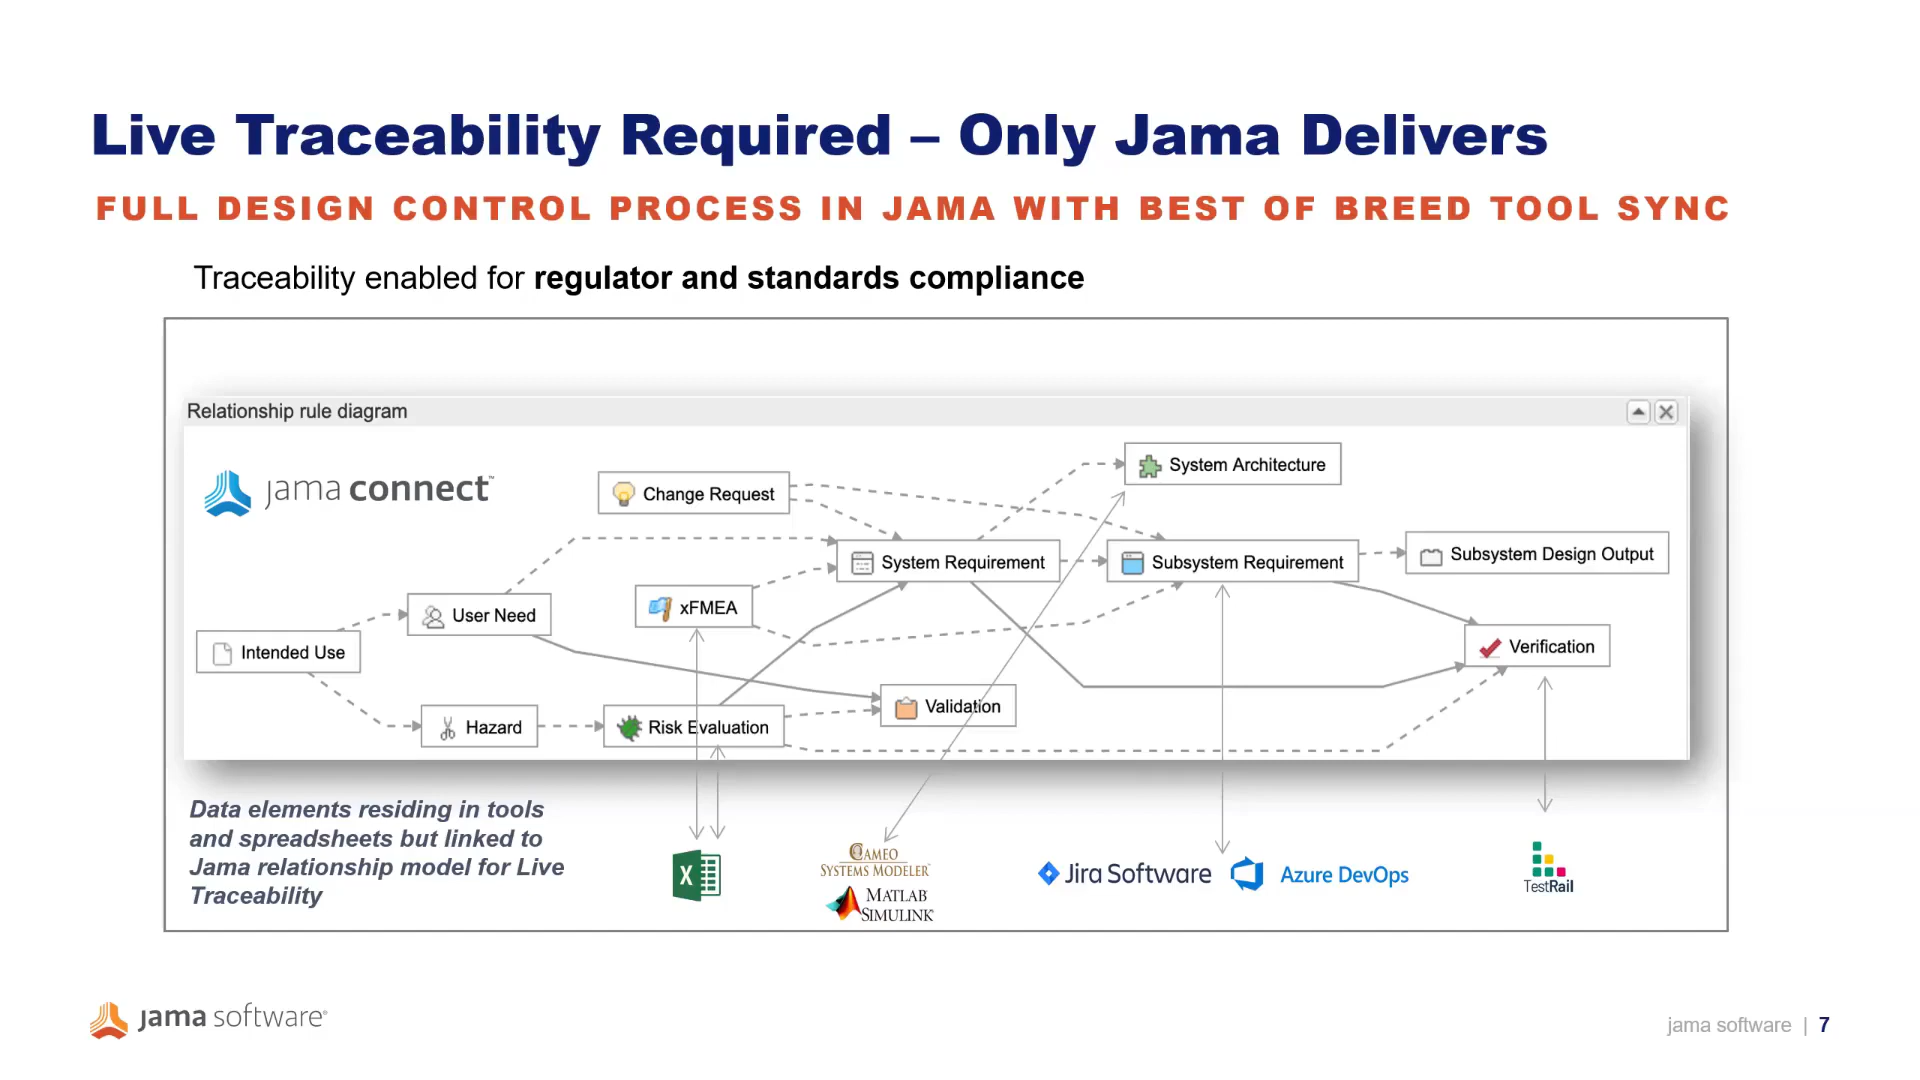 Live Traceability Required – Only Jama Delivers
FULL DESIGN CONTROL PROCESS IN JAMA WITH BEST OF BREED TOOL SYNC
Traceability enabled for regulator and standards compliance
Relationship rule diagram
jama connect™
Change Request
System Architecture
System Requirement
Subsystem Requirement
Subsystem Design Output
User Need
xFMEA
Intended Use
Verification
Validation
Hazard
Risk Evaluation
Data elements residing in tools
and spreadsheets but linked to
Jama relationship model for Live
Traceability
X
CAMEO
SYSTEMS MODELER™
MATLAB
SIMULINK®
Jira Software
Azure DevOps
TestRail
jama software®
jama software | 7